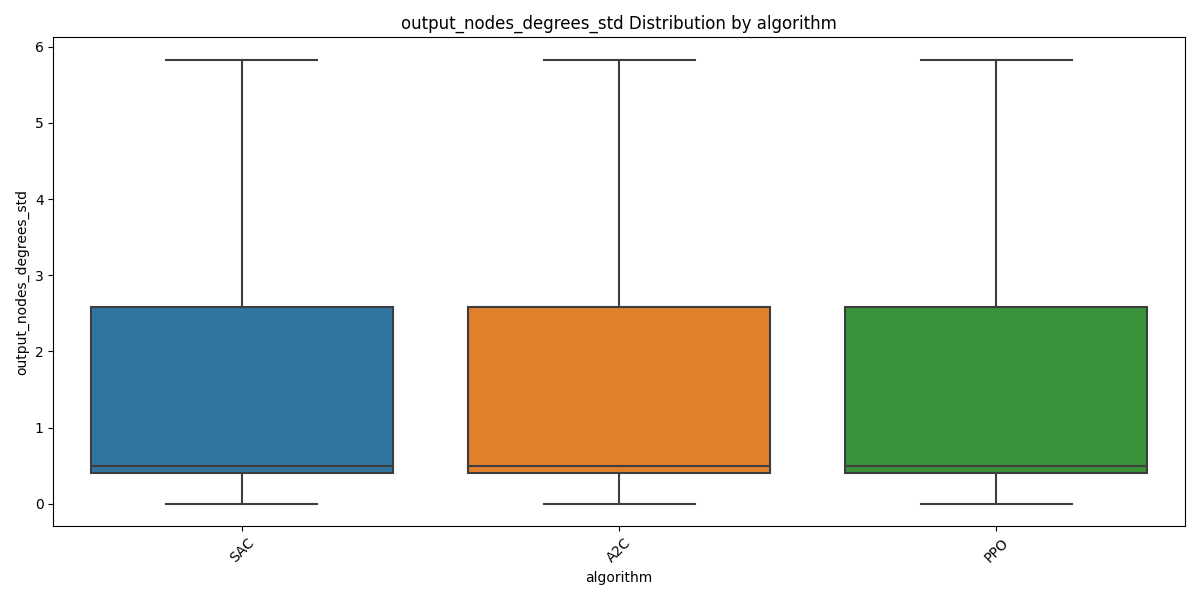 output_nodes_degrees_std Distribution by algorithm
output_nodes_degrees_std
6
5
4
3
2
1
0
SAC
A2C
PPO
algorithm